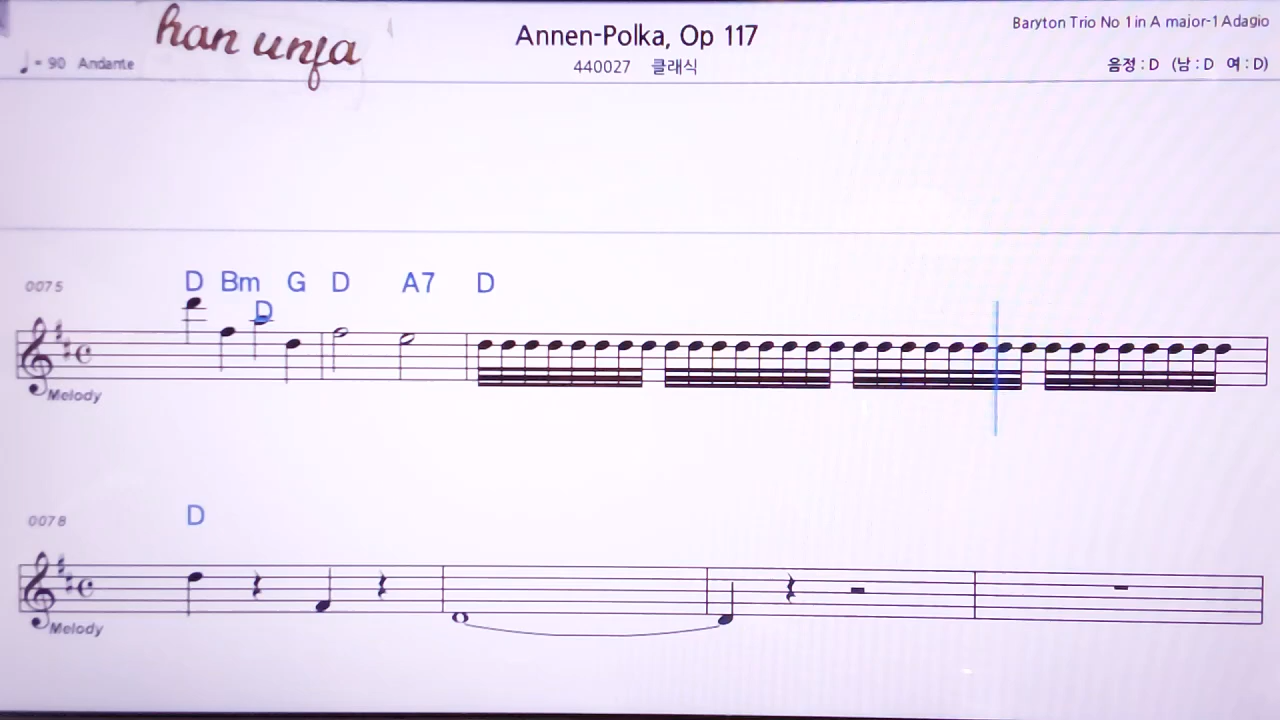 han unfa
Annen-Polka, Op 117
Baryton Trio No 1 in A major-1 Adagio
= 90 Andante
440027 클래식
음정 : D (남 : D 여 : D)
0075
D Bm G D A7 D
D
Melody
0078
D
Melody